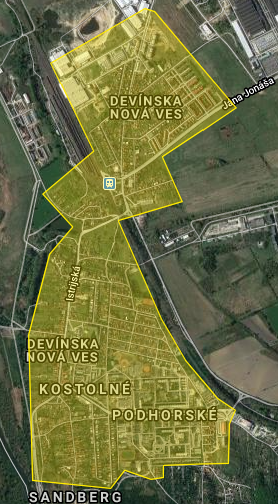 DEVÍNSKA
NOVÁ VES
Jána-Jonáša
Istrijská
DEVÍNSKA
NOVÁ VES
KOSTOLNÉ
PODHORSKÉ
SANDBERG